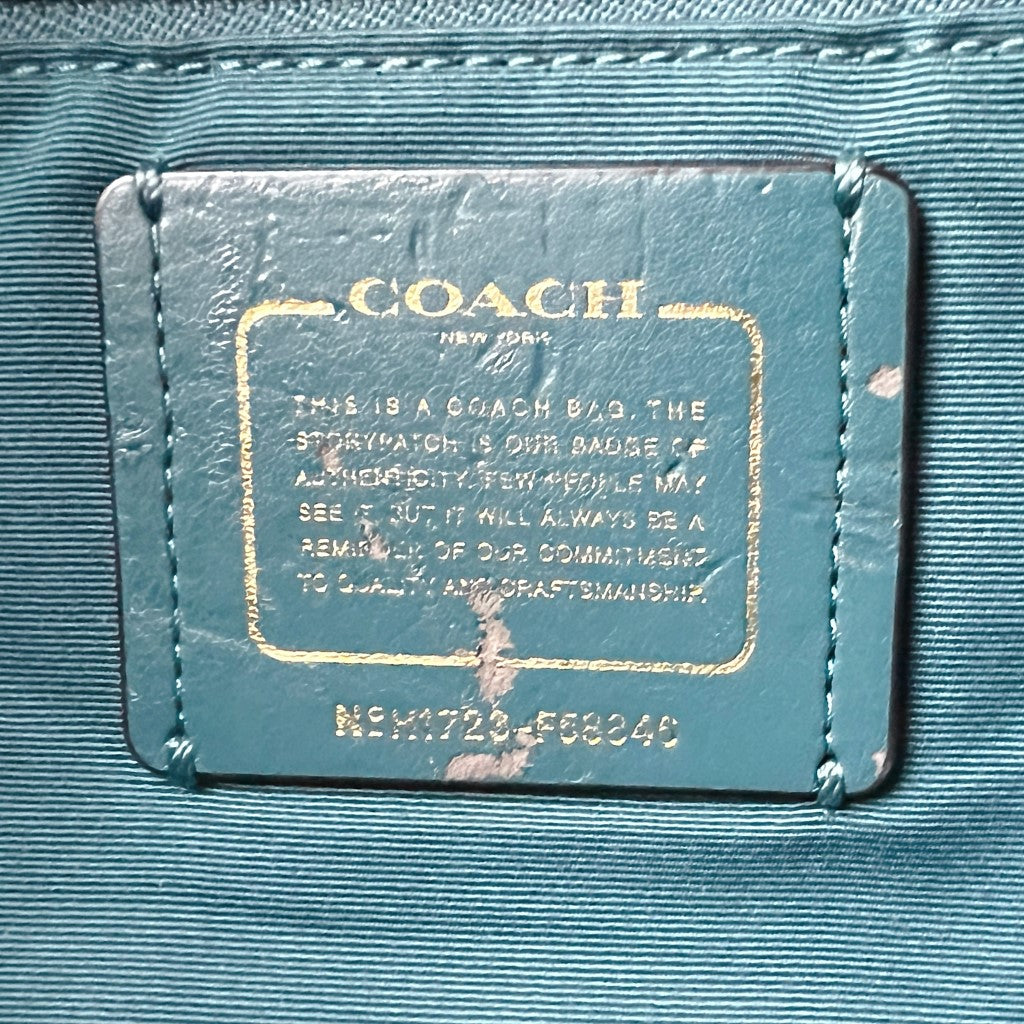 COACH
NEW YORK
THIS IS A COACH BAG. THE
STORYPATCH IS OUR BADGE OF
AUTHENTICITY. FEW PEOPLE MAY
SEE IT, BUT IT WILL ALWAYS BE A
REMINDER OF OUR COMMITMENT
TO QUALITY AND CRAFTSMANSHIP.